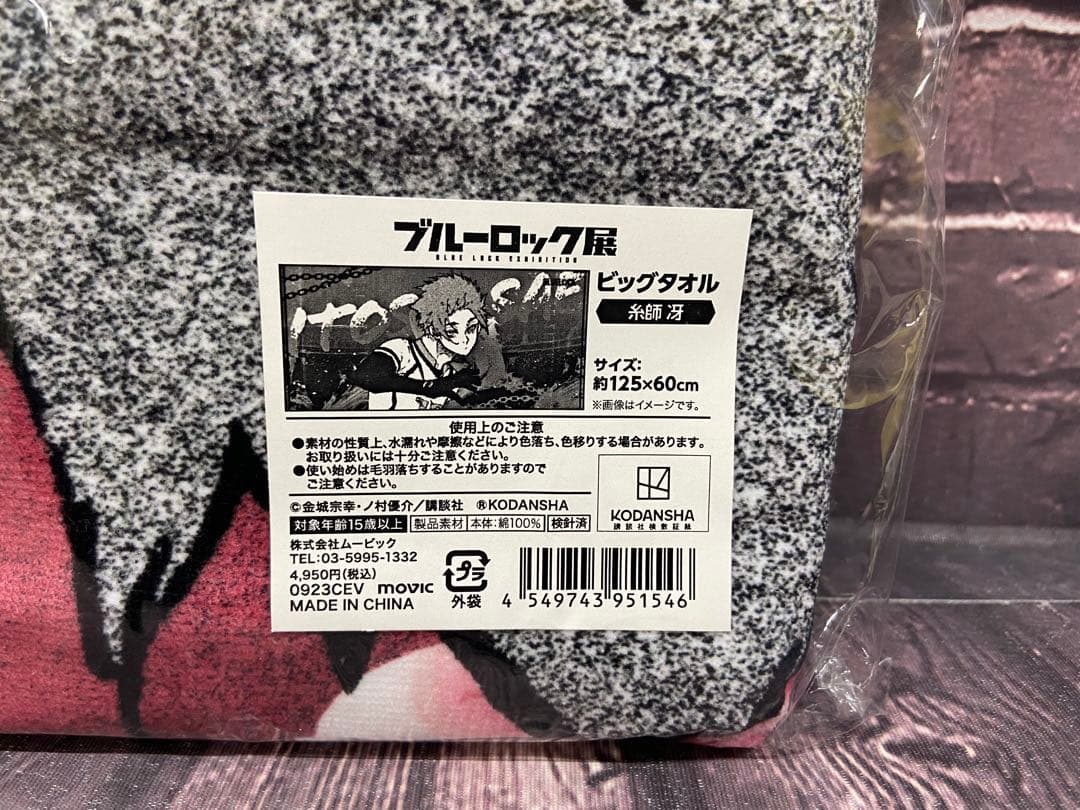 ブルーロック展
BLUE LOCK EXHIBITION
ビッグタオル
糸師 冴
サイズ:
約125×60cm
※画像はイメージです。
使用上のご注意
●素材の性質上、水濡れや摩擦などにより色落ち、色移りする場合があります。
お取り扱いには十分ご注意ください。
●使い始めは毛羽落ちすることがありますので
ご注意ください。
©金城宗幸・ノ村優介/講談社 ®KODANSHA
対象年齢15歳以上 製品素材 本体:綿100% 検針済
KODANSHA
講談社検数証紙
株式会社ムービック
TEL:03-5995-1332
4,950円(税込)
0923CEV movic
MADE IN CHINA
プラ
外袋
4 549743 951546